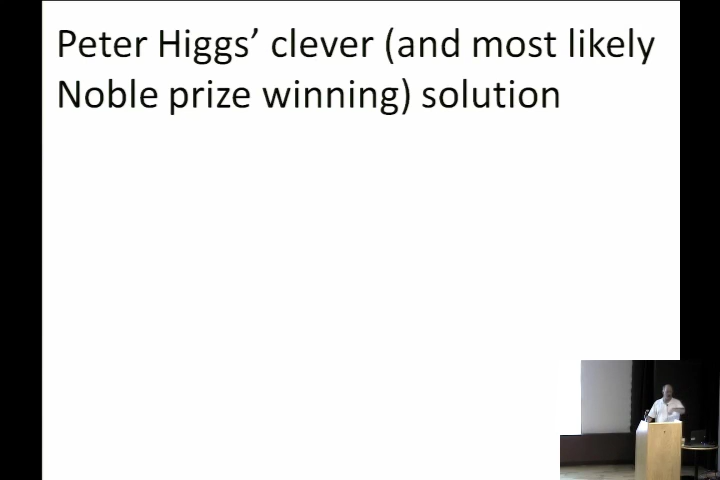 Peter Higgs’ clever (and most likely
Noble prize winning) solution